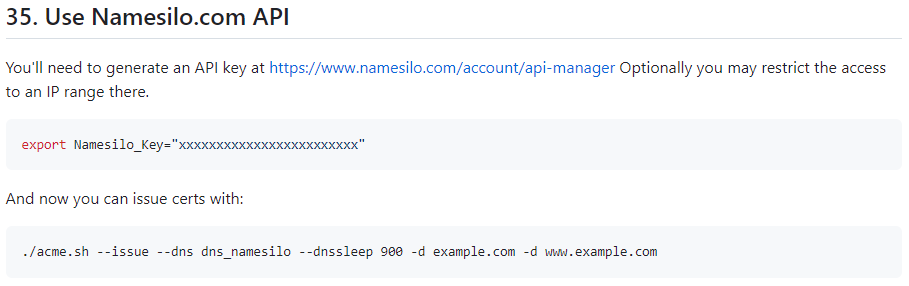 35. Use Namesilo.com API
You'll need to generate an API key at https://www.namesilo.com/account/api-manager Optionally you may restrict the access
to an IP range there.
export Namesilo_Key="xxxxxxxxxxxxxxxxxxxxxxxx"
And now you can issue certs with:
./acme.sh --issue --dns dns_namesilo --dnssleep 900 -d example.com -d www.example.com